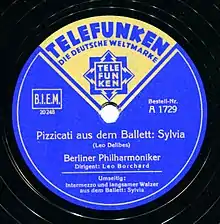 TELEFUNKEN
DIE DEUTSCHE WELTMARKE
TELE
FUN
KEN
B.I.E.M.
20248
Bestell-Nr.
A 1729
Pizzicati aus dem Ballett: Sylvia
(Leo Delibes)
Berliner Philharmoniker
Dirigent: Leo Borchard
Umseitig:
Intermezzo und langsamer Walzer
aus dem Ballett: Sylvia